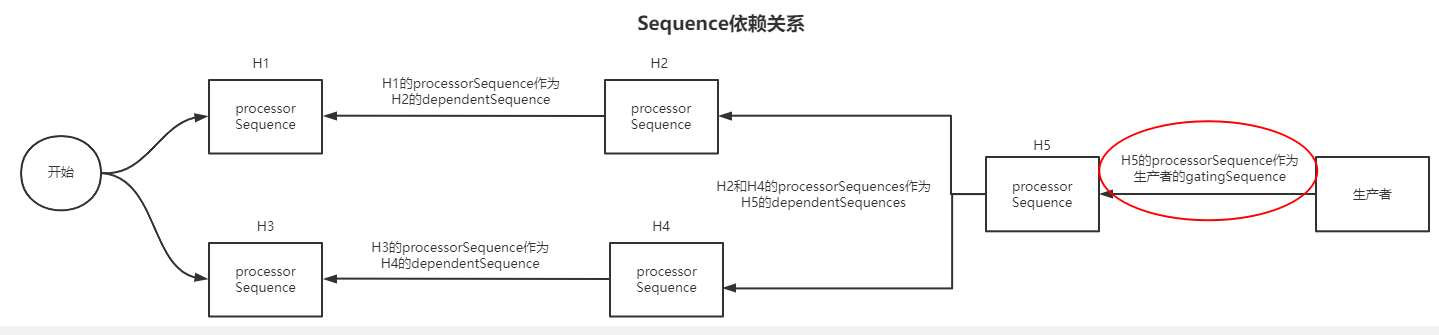 Sequence依赖关系
H1
processor
Sequence
H1的processorSequence作为
H2的dependentSequence
H2
processor
Sequence
开始
H2和H4的processorSequences作为
H5的dependentSequences
H5
processor
Sequence
H5的processorSequence作为
生产者的gatingSequence
生产者
H3
processor
Sequence
H3的processorSequence作为
H4的dependentSequence
H4
processor
Sequence